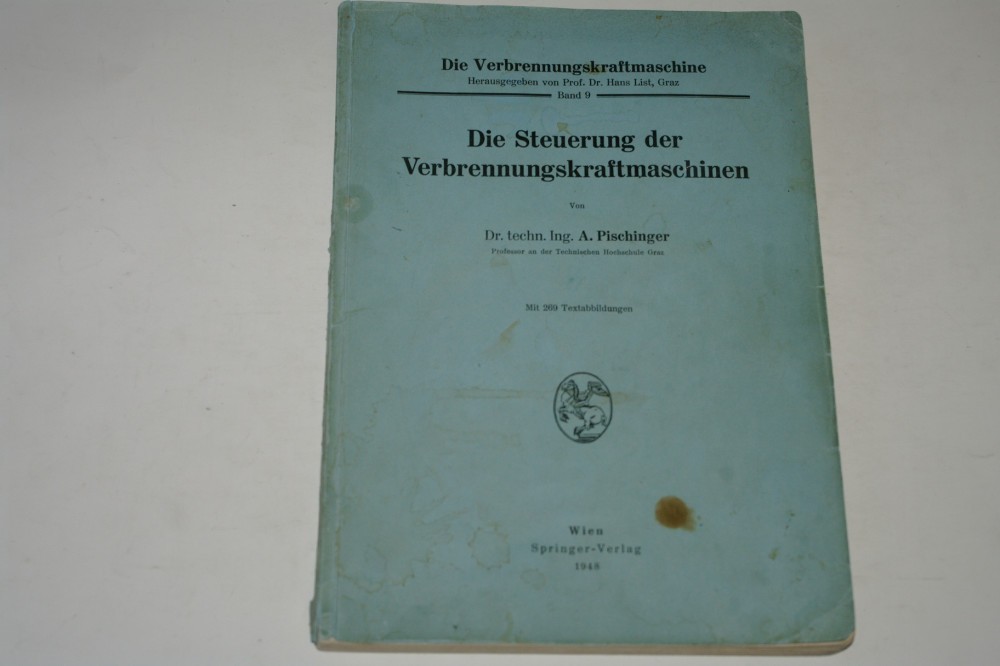 Die Verbrennungskraftmaschine
Herausgegeben von Prof. Dr. Hans List, Graz
Band 9
Die Steuerung der
Verbrennungskraftmaschinen
Von
Dr. techn. Ing. A. Pischinger
Professor an der Technischen Hochschule Graz
Mit 269 Textabbildungen
Wien
Springer-Verlag
1948